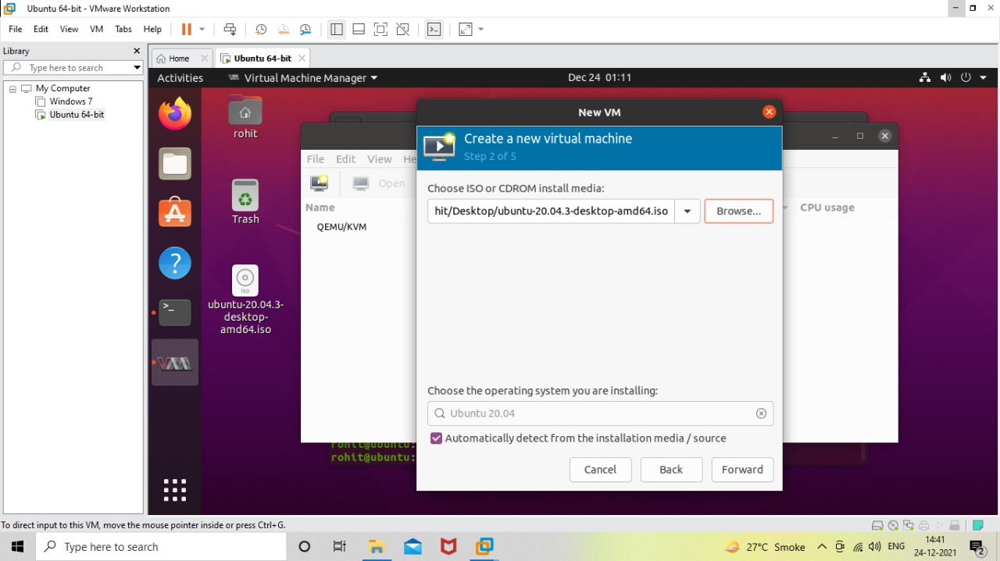 Ubuntu 64-bit - VMware Workstation
File Edit View VM Tabs Help
Library
Type here to search
My Computer
Windows 7
Ubuntu 64-bit
Home
Ubuntu 64-bit
Activities
Virtual Machine Manager
Dec 24 01:11
rohit
Trash
iso
ubuntu-20.04.3-
desktop-
amd64.iso
File Edit View He
Open
Name
CPU usage
QEMU/KVM
rohit@ubuntu:
rohit@ubuntu:
New VM
Create a new virtual machine
Step 2 of 5
Choose ISO or CDROM install media:
hit/Desktop/ubuntu-20.04.3-desktop-amd64.iso
Browse...
Choose the operating system you are installing:
Ubuntu 20.04
Automatically detect from the installation media / source
Cancel Back Forward
To direct input to this VM, move the mouse pointer inside or press Ctrl+G.
Type here to search
27°C Smoke
ENG
14:41
24-12-2021
2